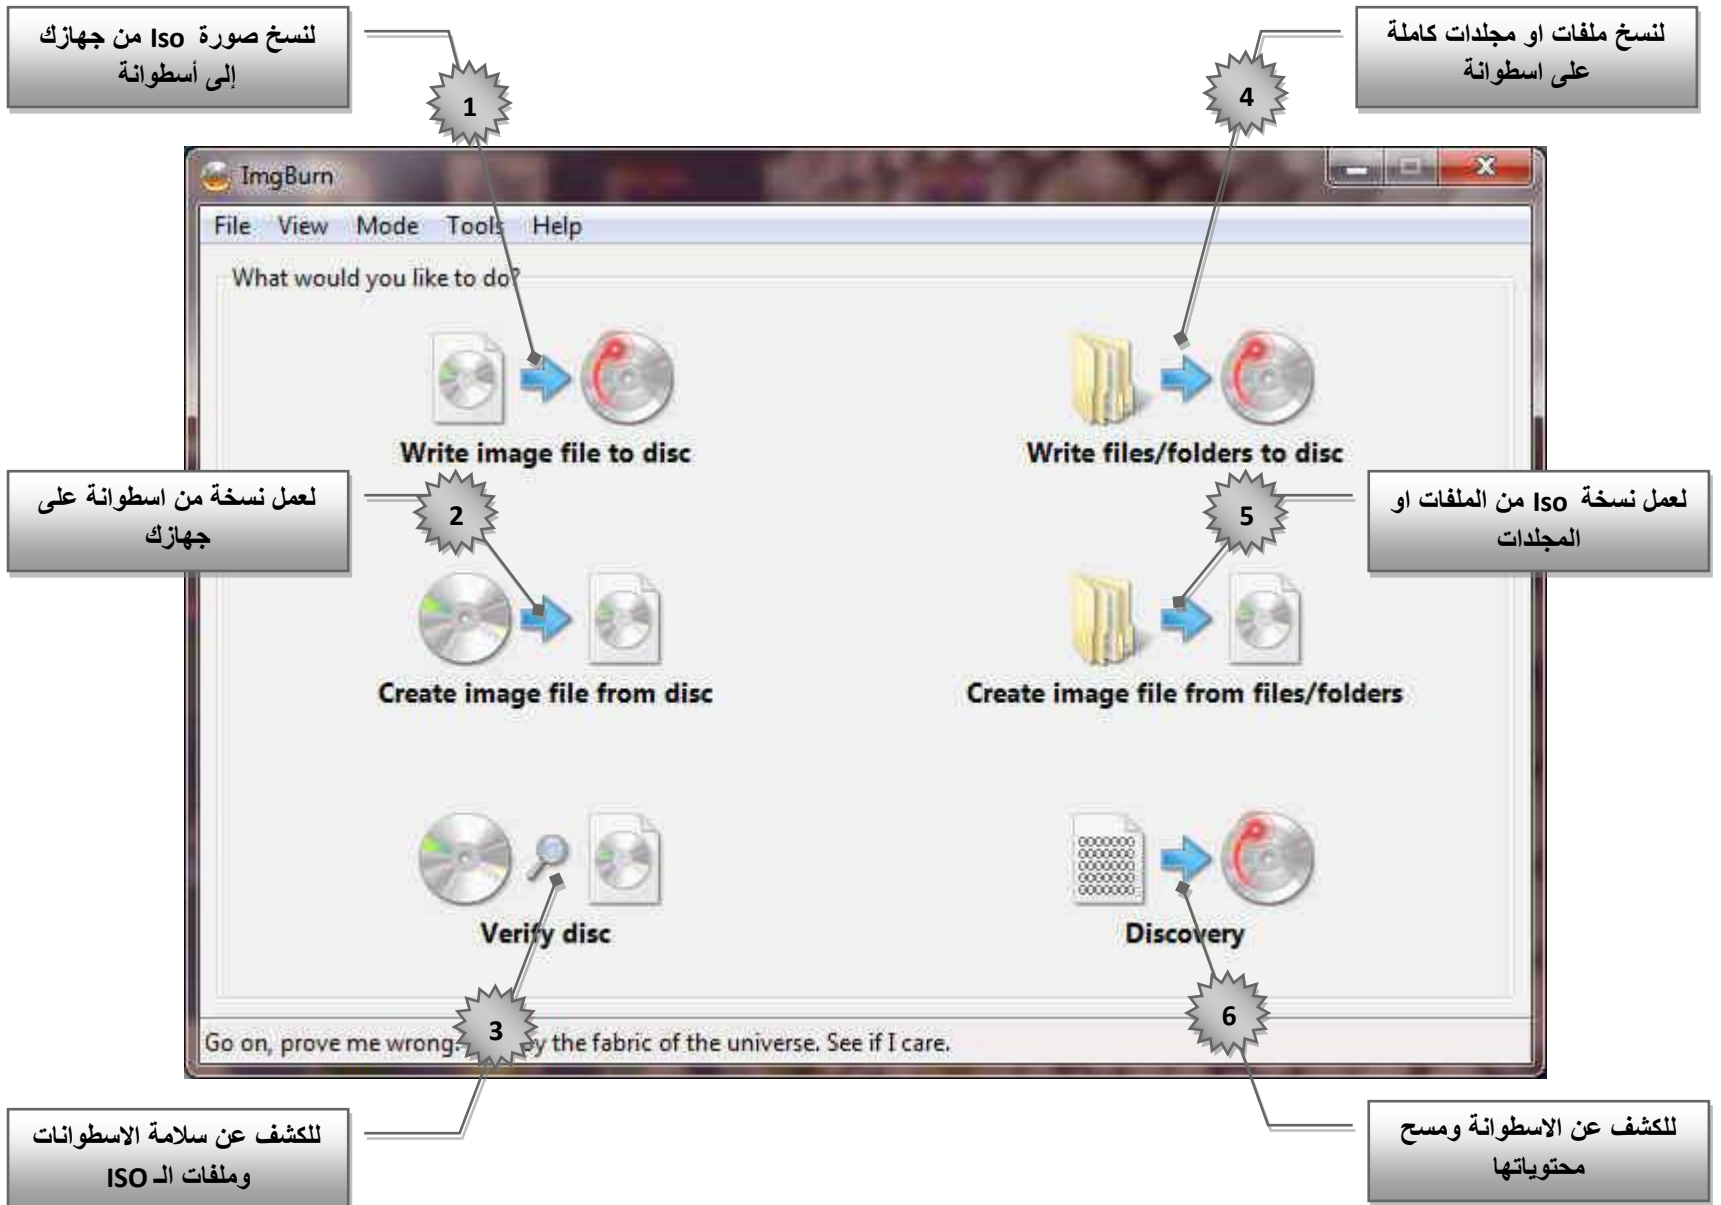 لنسخ صورة Iso من جهازك
إلى أسطوانة
1
لنسخ ملفات او مجلدات كاملة
على اسطوانة
4
ImgBurn
File View Mode Tools Help
What would you like to do?
Write image file to disc
Write files/folders to disc
لعمل نسخة من اسطوانة على
جهازك
2
لعمل نسخة Iso من الملفات او
المجلدات
5
Create image file from disc
Create image file from files/folders
Verify disc
Discovery
3
6
Go on, prove me wrong. the fabric of the universe. See if I care.
للكشف عن سلامة الاسطوانات
وملفات الـ ISO
للكشف عن الاسطوانة ومسح
محتوياتها